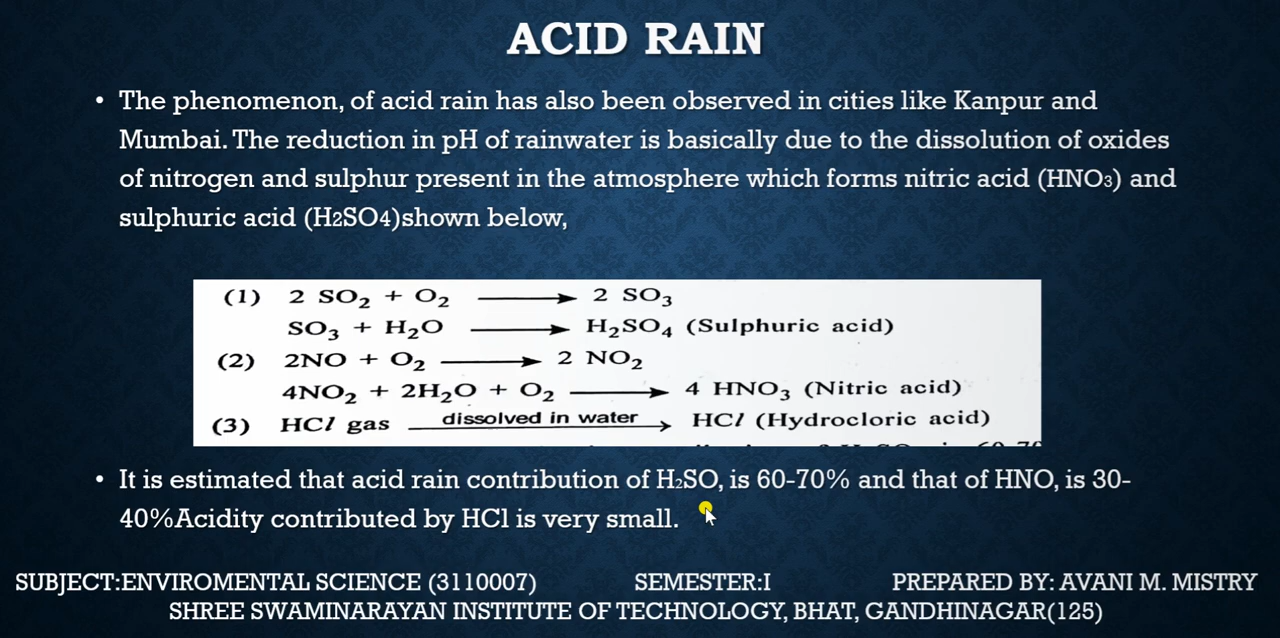 ACID RAIN
• The phenomenon, of acid rain has also been observed in cities like Kanpur and
Mumbai. The reduction in pH of rainwater is basically due to the dissolution of oxides
of nitrogen and sulphur present in the atmosphere which forms nitric acid (HNO₃) and
sulphuric acid (H₂SO4)shown below,
(1) 2 SO₂ + O₂ ⟶ 2 SO₃
SO₃ + H₂O ⟶ H₂SO₄ (Sulphuric acid)
(2) 2NO + O₂ ⟶ 2 NO₂
4NO₂ + 2H₂O + O₂ ⟶ 4 HNO₃ (Nitric acid)
(3) HCl gas dissolved in water ⟶ HCl (Hydrocloric acid)
• It is estimated that acid rain contribution of H₂SO, is 60-70% and that of HNO, is 30-
40%Acidity contributed by HCl is very small.
SUBJECT:ENVIROMENTAL SCIENCE (3110007) SEMESTER:I PREPARED BY: AVANI M. MISTRY
SHREE SWAMINARAYAN INSTITUTE OF TECHNOLOGY, BHAT, GANDHINAGAR(125)